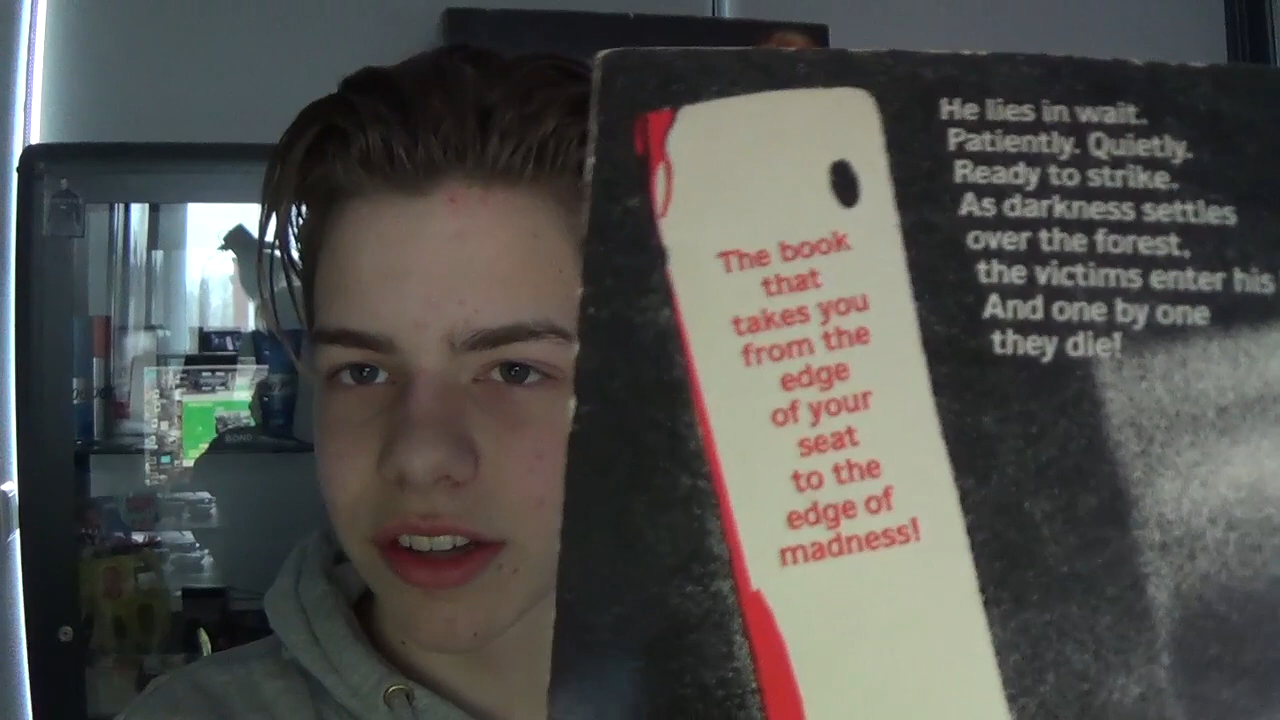 The book
that
takes you
from the
edge
of your
seat
to the
edge of
madness!
He lies in wait.
Patiently. Quietly.
Ready to strike.
As darkness settles
over the forest,
the victims enter his
And one by one
they die!
BOND